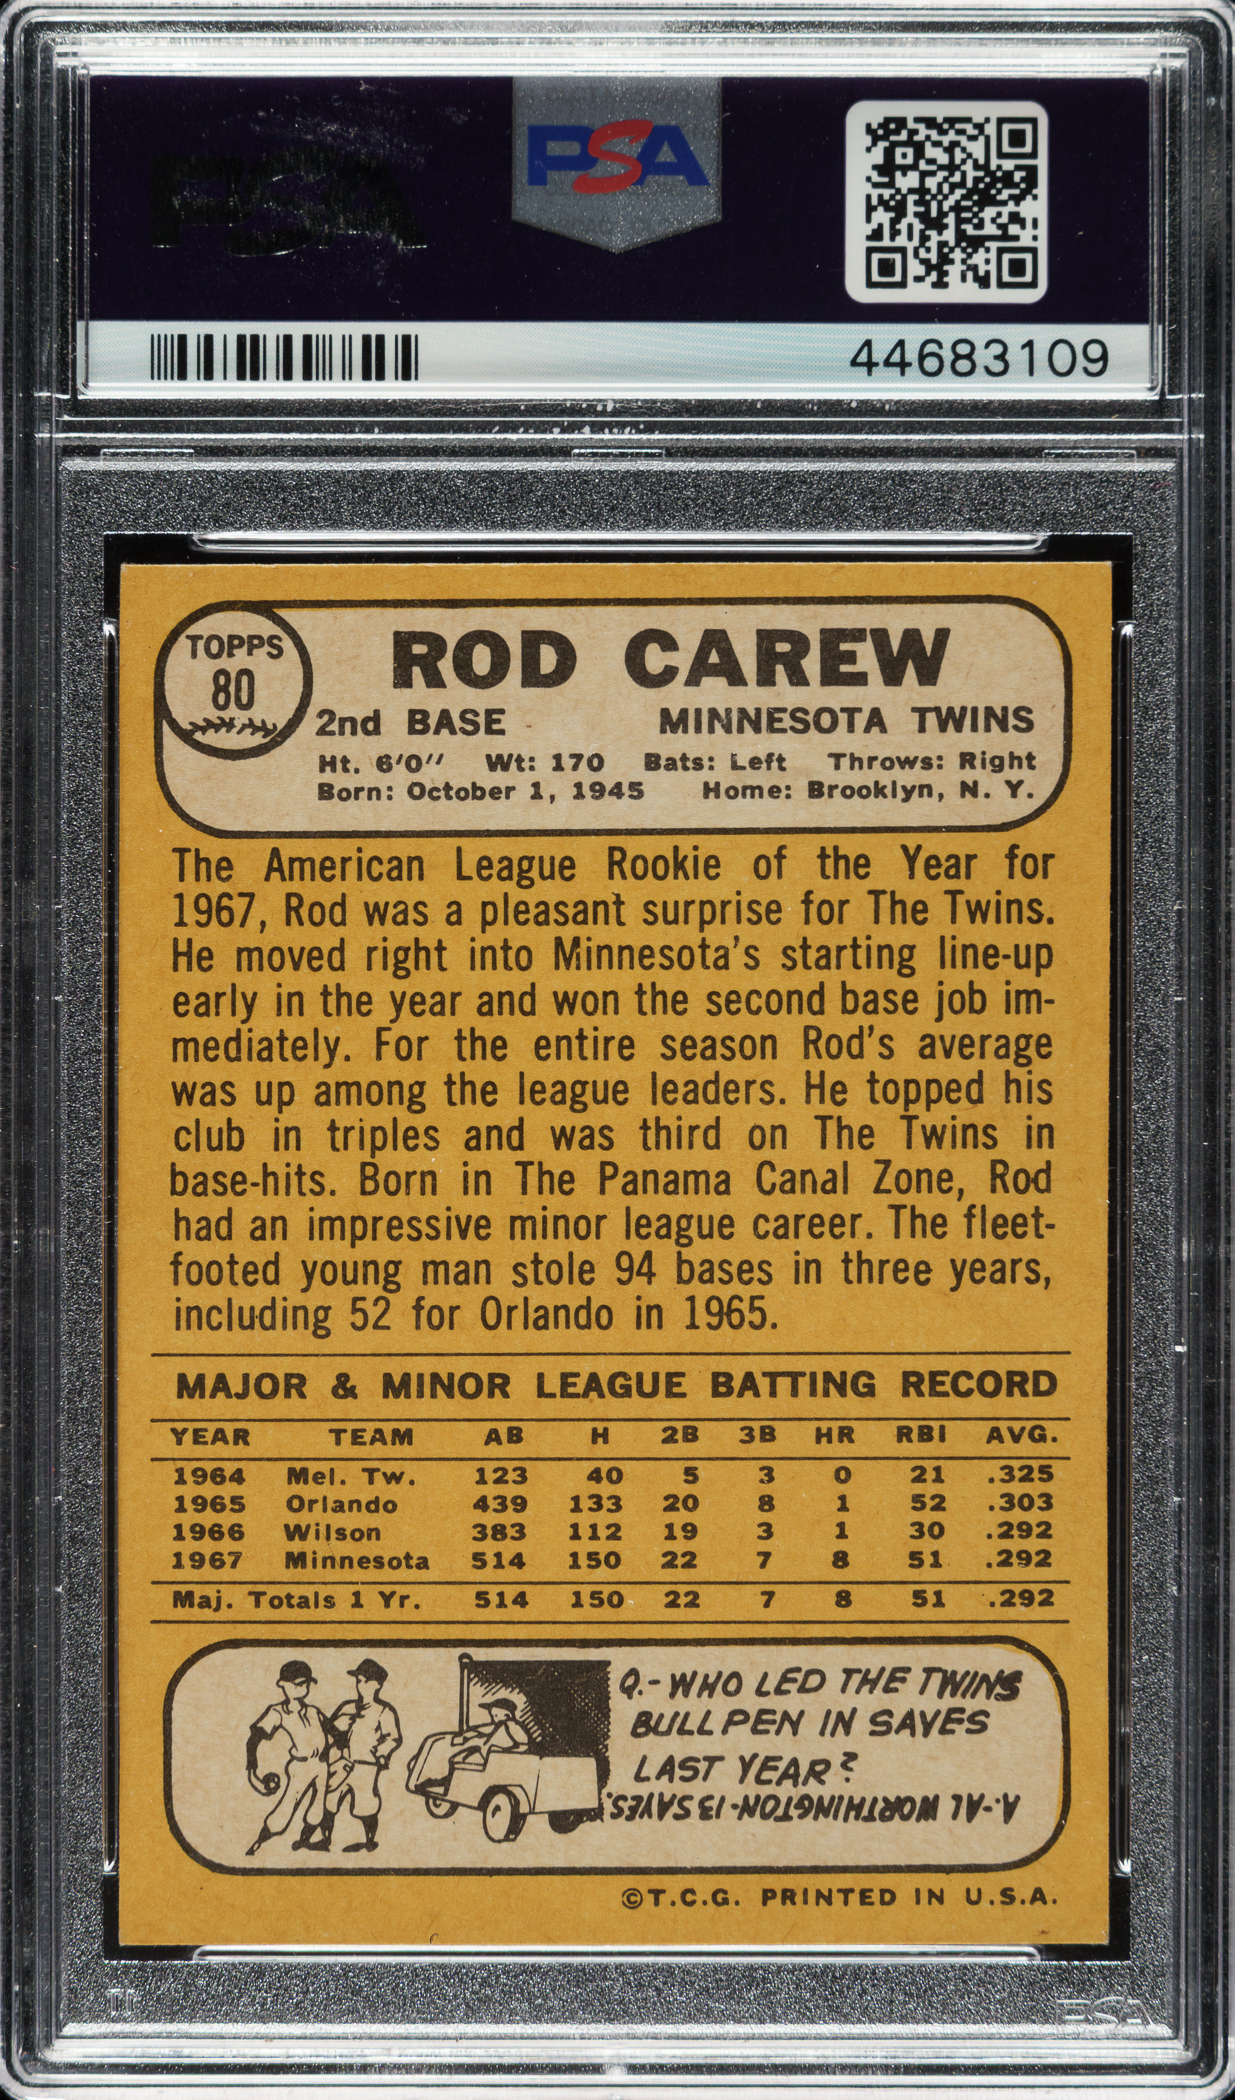 PSA
PSA
44683109
TOPPS
80
ROD CAREW
2nd BASE MINNESOTA TWINS
Ht. 6'0" Wt: 170 Bats: Left Throws: Right
Born: October 1, 1945 Home: Brooklyn, N. Y.
The American League Rookie of the Year for
1967, Rod was a pleasant surprise for The Twins.
He moved right into Minnesota's starting line-up
early in the year and won the second base job im-
mediately. For the entire season Rod's average
was up among the league leaders. He topped his
club in triples and was third on The Twins in
base-hits. Born in The Panama Canal Zone, Rod
had an impressive minor league career. The fleet-
footed young man stole 94 bases in three years,
including 52 for Orlando in 1965.
MAJOR & MINOR LEAGUE BATTING RECORD
YEAR TEAM AB H 2B 3B HR RBI AVG.
1964 Mel. Tw. 123 40 5 3 0 21 .325
1965 Orlando 439 133 20 8 1 52 .303
1966 Wilson 383 112 19 3 1 30 .292
1967 Minnesota 514 150 22 7 8 51 .292
Maj. Totals 1 Yr. 514 150 22 7 8 51 .292
Q.-WHO LED THE TWINS
BULLPEN IN SAVES
LAST YEAR?
A.-AL WORTHINGTON-13 SAVES.
©T.C.G. PRINTED IN U.S.A.
PSA